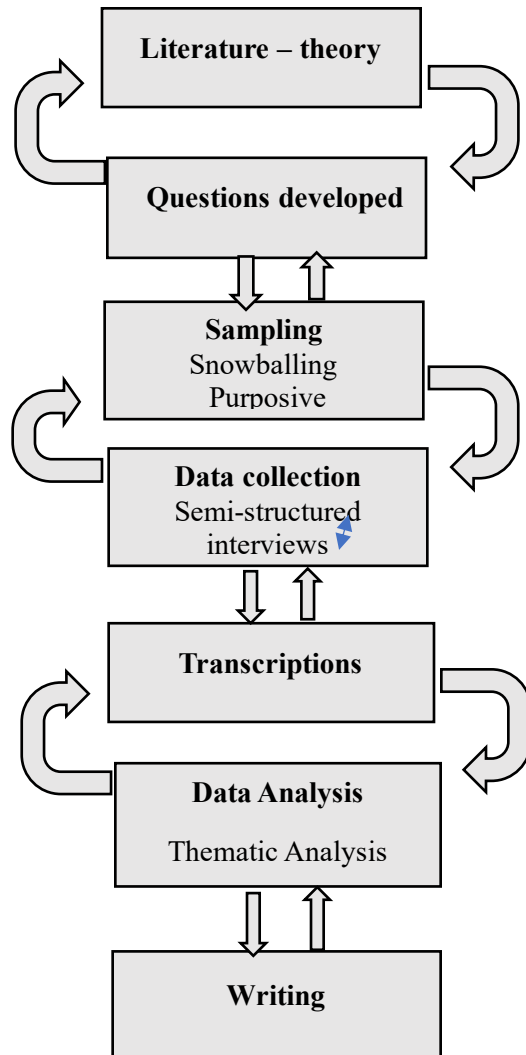 Literature – theory
Questions developed
Sampling
Snowballing
Purposive
Data collection
Semi-structured
interviews
Transcriptions
Data Analysis
Thematic Analysis
Writing